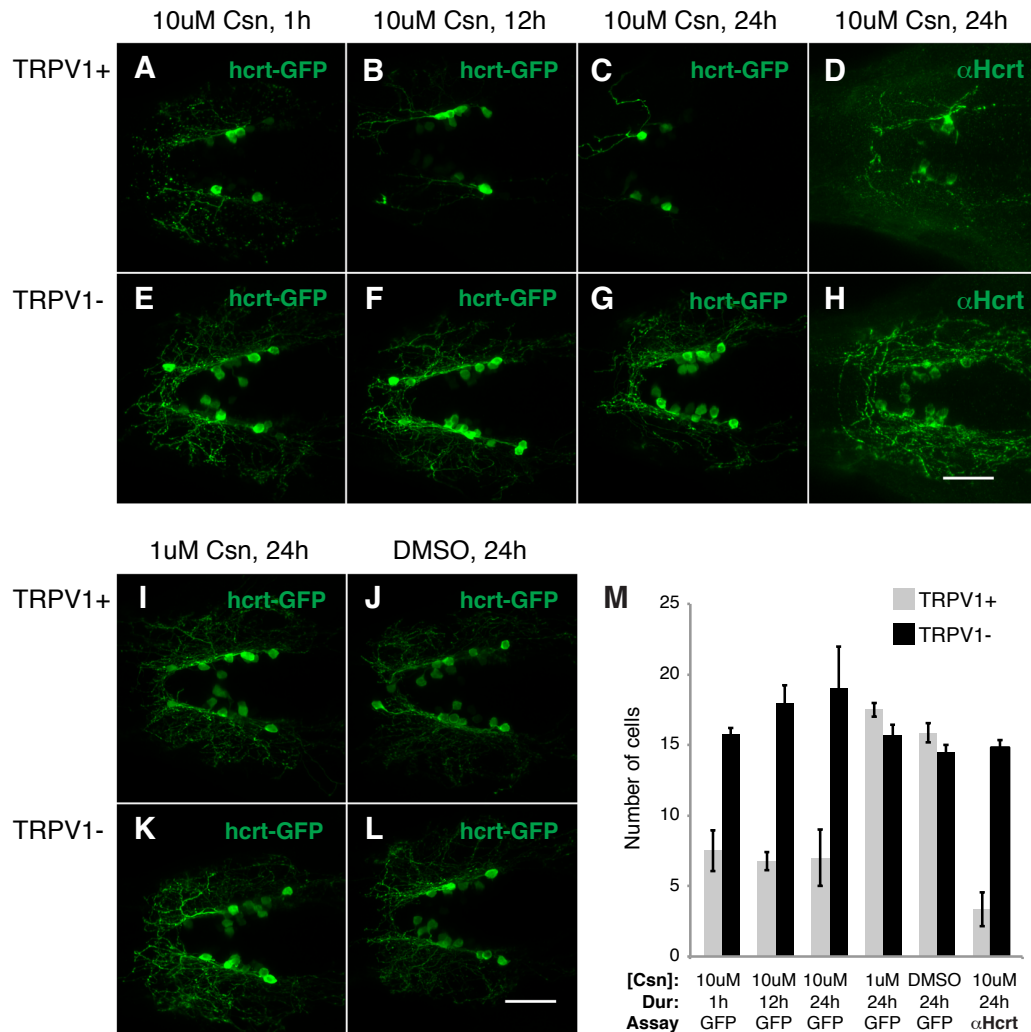 10uM Csn, 1h 10uM Csn, 12h 10uM Csn, 24h 10uM Csn, 24h
TRPV1+
A hcrt-GFP B hcrt-GFP C hcrt-GFP D αHcrt
TRPV1-
E hcrt-GFP F hcrt-GFP G hcrt-GFP H αHcrt
1uM Csn, 24h DMSO, 24h
TRPV1+
I hcrt-GFP J hcrt-GFP
TRPV1-
K hcrt-GFP L hcrt-GFP
M
TRPV1+
TRPV1-
Number of cells
25
20
15
10
5
0
[Csn]: 10uM 10uM 10uM 1uM DMSO 10uM
Dur: 1h 12h 24h 24h 24h 24h
Assay GFP GFP GFP GFP GFP αHcrt